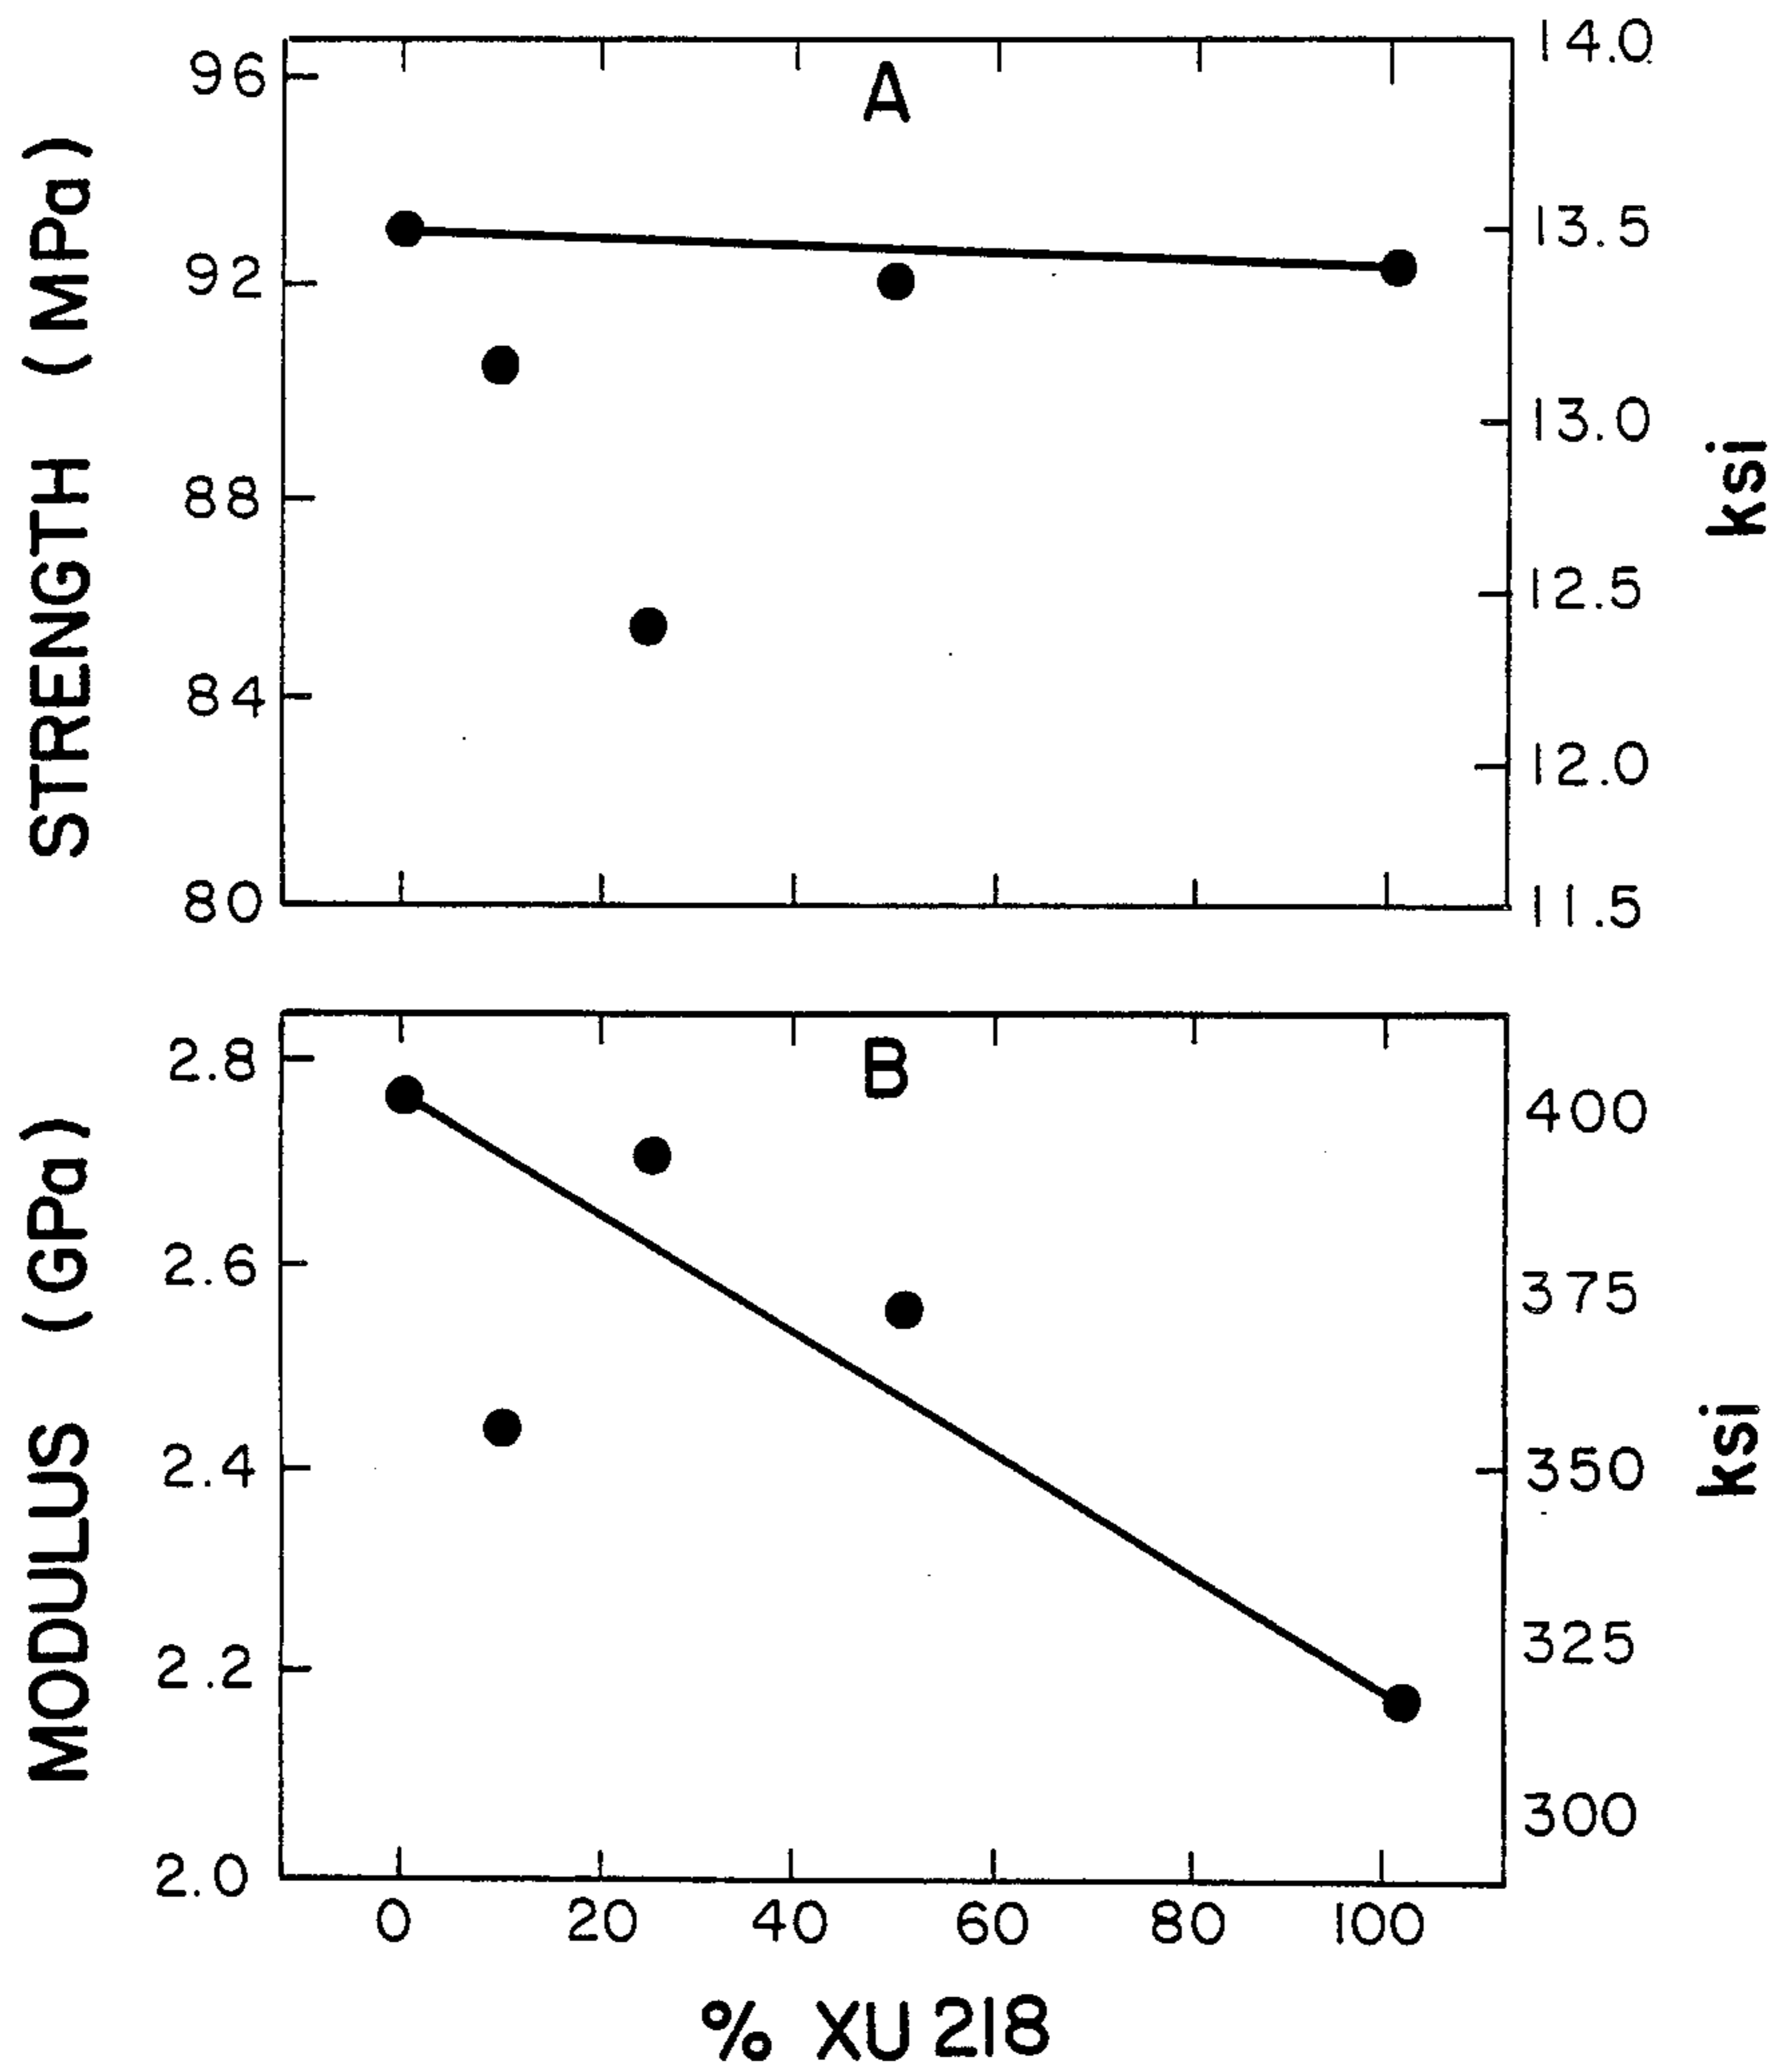 A
STRENGTH (MPa)
96
92
88
84
80
14.0
13.5
13.0
12.5
12.0
11.5
ksi
B
MODULUS (GPa)
2.8
2.6
2.4
2.2
2.0
400
375
350
325
300
ksi
0 20 40 60 80 100
% XU 218